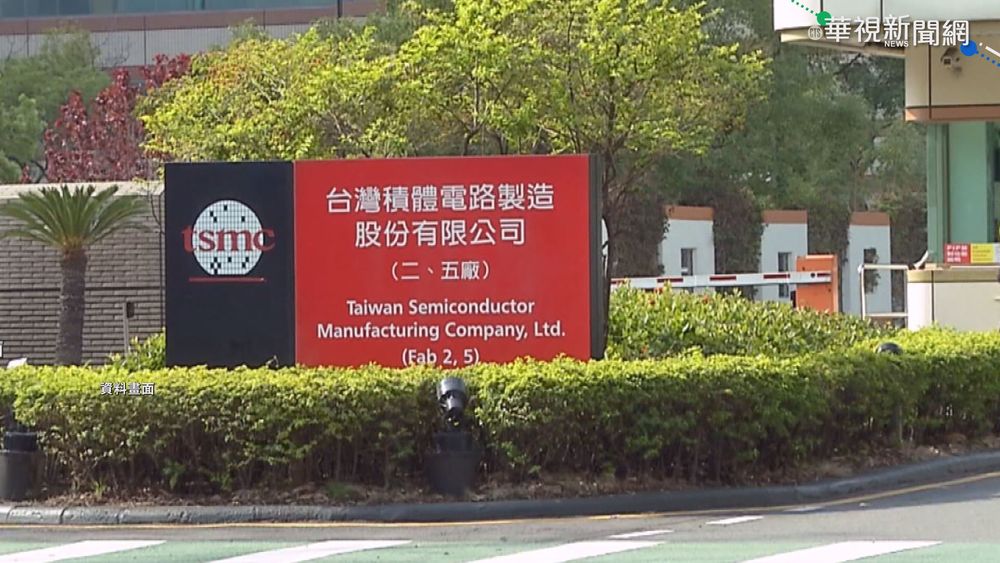 華視新聞網
CTS
NEWS
台灣積體電路製造
股份有限公司
（二、五廠）
tsmc
Taiwan Semiconductor
Manufacturing Company, Ltd.
(Fab 2, 5)
資料畫面